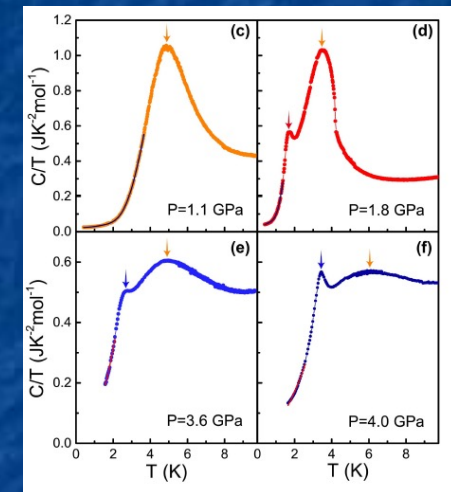 (c)
(d)
1.2
1.0
0.8
0.6
0.4
0.2
0.0
C/T (JK⁻²mol⁻¹)
P=1.1 GPa
P=1.8 GPa
(e)
(f)
0.6
0.4
0.2
0.0
C/T (JK⁻²mol⁻¹)
P=3.6 GPa
P=4.0 GPa
0 2 4 6 8 0 2 4 6 8
T (K) T (K)